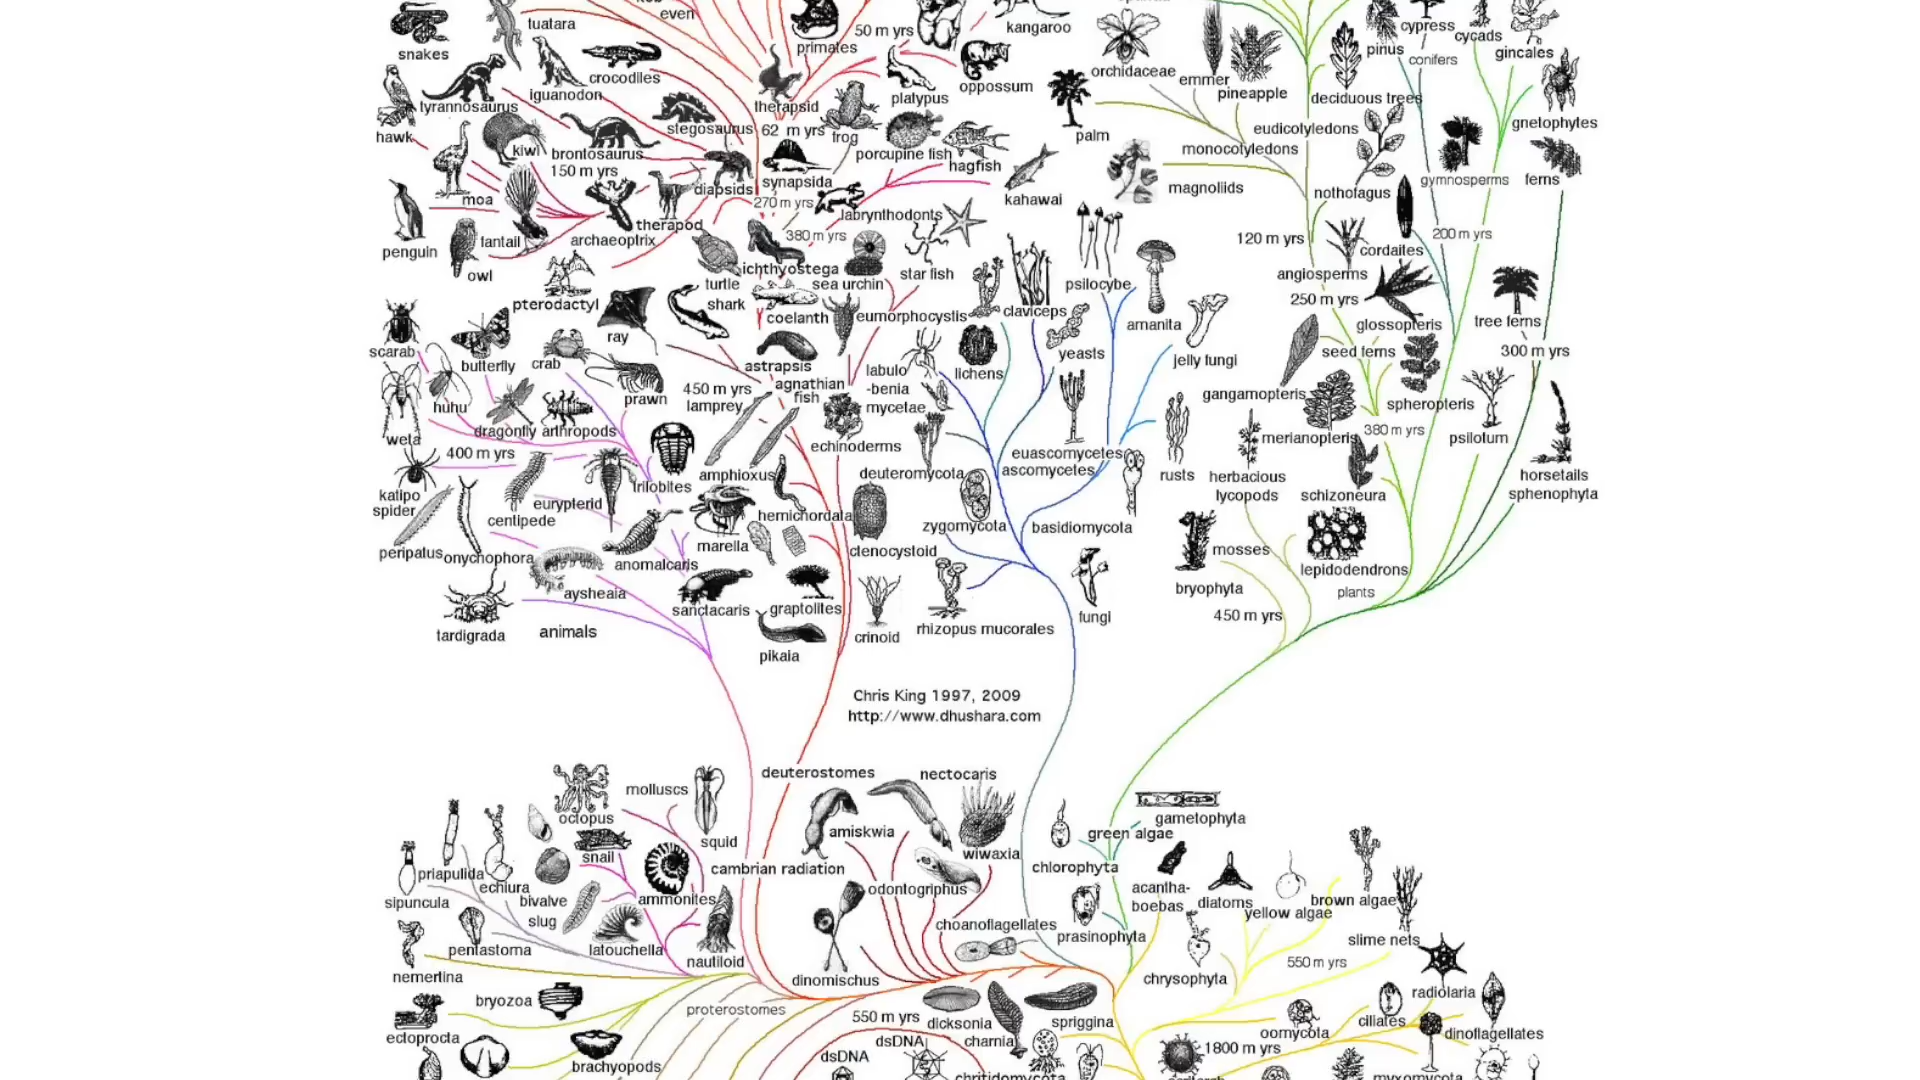 even
tuatara
snakes
primates
50 m yrs
kangaroo
crocodiles
iguanodon
tyrannosaurus
therapsid
platypus
oppossum
hawk
kiwi
brontosaurus
150 m yrs
stegosaurus
62 m yrs
frog
porcupine fish
hagfish
diapsids
synapsida
270 m yrs
kahawai
moa
labrynthodonts
therapod
penguin
fantail
archaeoptrix
380 m yrs
owl
ichthyostega
star fish
turtle
sea urchin
pterodactyl
shark
coelanth
eumorphocystis
ray
scarab
butterfly
crab
astrapsis
labulo
-benia
mycetae
450 m yrs
agnathian
fish
lamprey
huhu
prawn
dragonfly
arthropods
weta
echinoderms
400 m yrs
katipo
spider
eurypterid
trilobites
amphioxus
deuteromycota
centipede
hemichordata
peripatus
onychophora
marella
ctenocystoid
anomalcaris
aysheaia
sanctacaris
graptolites
tardigrada
animals
pikaia
crinoid
rhizopus mucorales
orchidaceae
emmer
pineapple
palm
deciduous trees
pinus
cypress
conifers
cycads
gincales
gnetophytes
eudicotyledons
monocotyledons
magnoliids
nothofagus
gymnosperms
ferns
120 m yrs
cordaites
200 m yrs
angiosperms
250 m yrs
psilocybe
claviceps
amanita
yeasts
lichens
jelly fungi
glossopteris
tree ferns
seed ferns
300 m yrs
gangamopteris
spheropteris
merianopteris
380 m yrs
psilotum
euascomycetes
ascomycetes
rusts
herbacious
lycopods
schizoneura
horsetails
sphenophyta
zygomycota
basidiomycota
mosses
lepidodendrons
bryophyta
plants
450 m yrs
fungi
Chris King 1997, 2009
http://www.dhushara.com
deuterostomes
nectocaris
molluscs
octopus
squid
amiskwia
wiwaxia
gametophyta
green algae
chlorophyta
snail
cambrian radiation
priapulida
echiura
sipuncula
bivalve
slug
ammonites
odontogriphus
acantha-
boebas
diatoms
yellow algae
brown algae
pentastoma
latouchella
nautiloid
choanoflagellates
prasinophyta
slime nets
nemertina
dinomischus
chrysophyta
550 m yrs
bryozoa
proterostomes
radiolaria
ectoprocta
550 m yrs
dicksonia
spriggina
charnia
oomycota
ciliates
dinoflagellates
dsDNA
dsDNA
1800 m yrs
brachyopods
chritidomycota
myxomycota